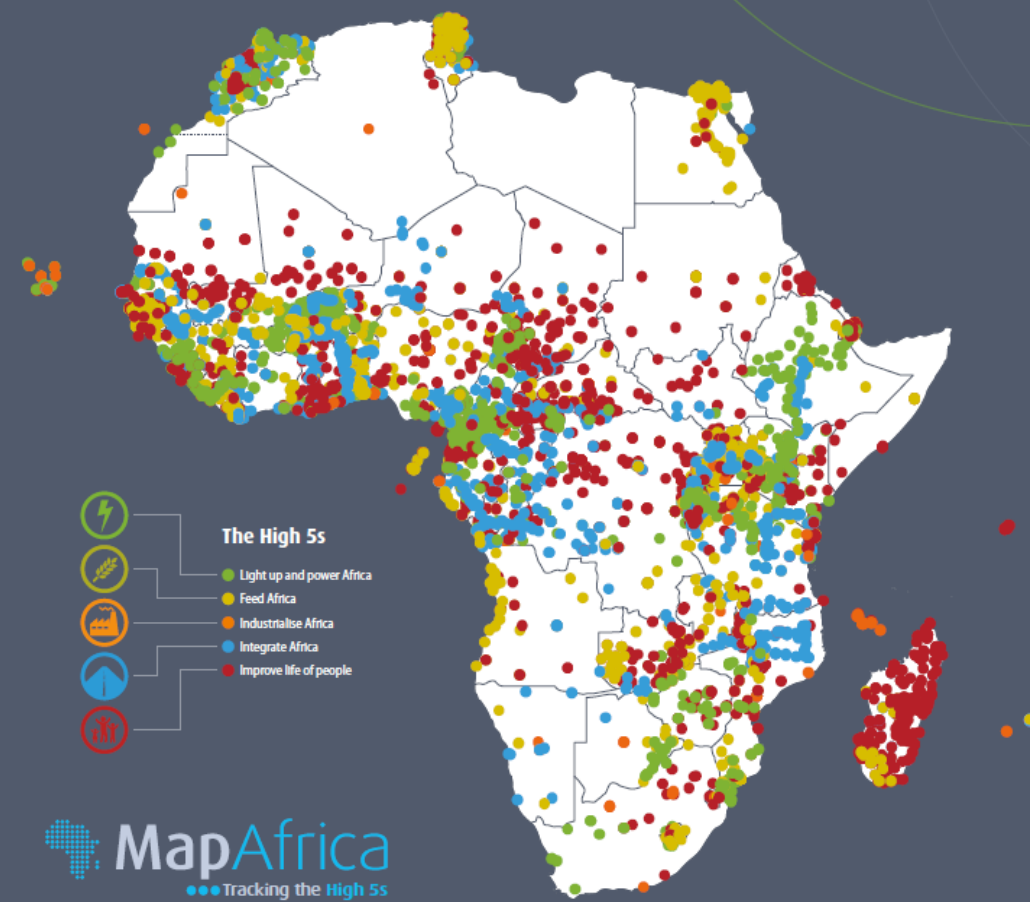 The High 5s
Light up and power Africa
Feed Africa
Industrialise Africa
Integrate Africa
Improve life of people
MapAfrica
Tracking the High 5s